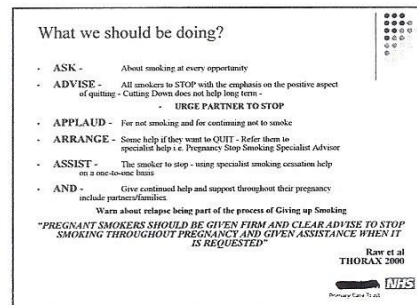 What we should be doing?
- ASK - About smoking at every opportunity
- ADVISE - All smokers to STOP with the emphasis on the positive aspect
of quitting - Cutting Down does not help long term -
- URGE PARTNER TO STOP
- APPLAUD - For not smoking and for continuing not to smoke
- ARRANGE - Some help if they want to QUIT - Refer them to
specialist help i.e. Pregnancy Stop Smoking Specialist Advisor
- ASSIST - The smoker to stop - using specialist smoking cessation help
on a one-to-one basis
- AND - Give continued help and support throughout their pregnancy
include partners/families.
Warn about relapse being part of the process of Giving up Smoking
"PREGNANT SMOKERS SHOULD BE GIVEN FIRM AND CLEAR ADVISE TO STOP
SMOKING THROUGHOUT PREGNANCY AND GIVEN ASSISTANCE WHEN IT
IS REQUESTED"
Raw et al
THORAX 2000
NHS
Primary Care Trust